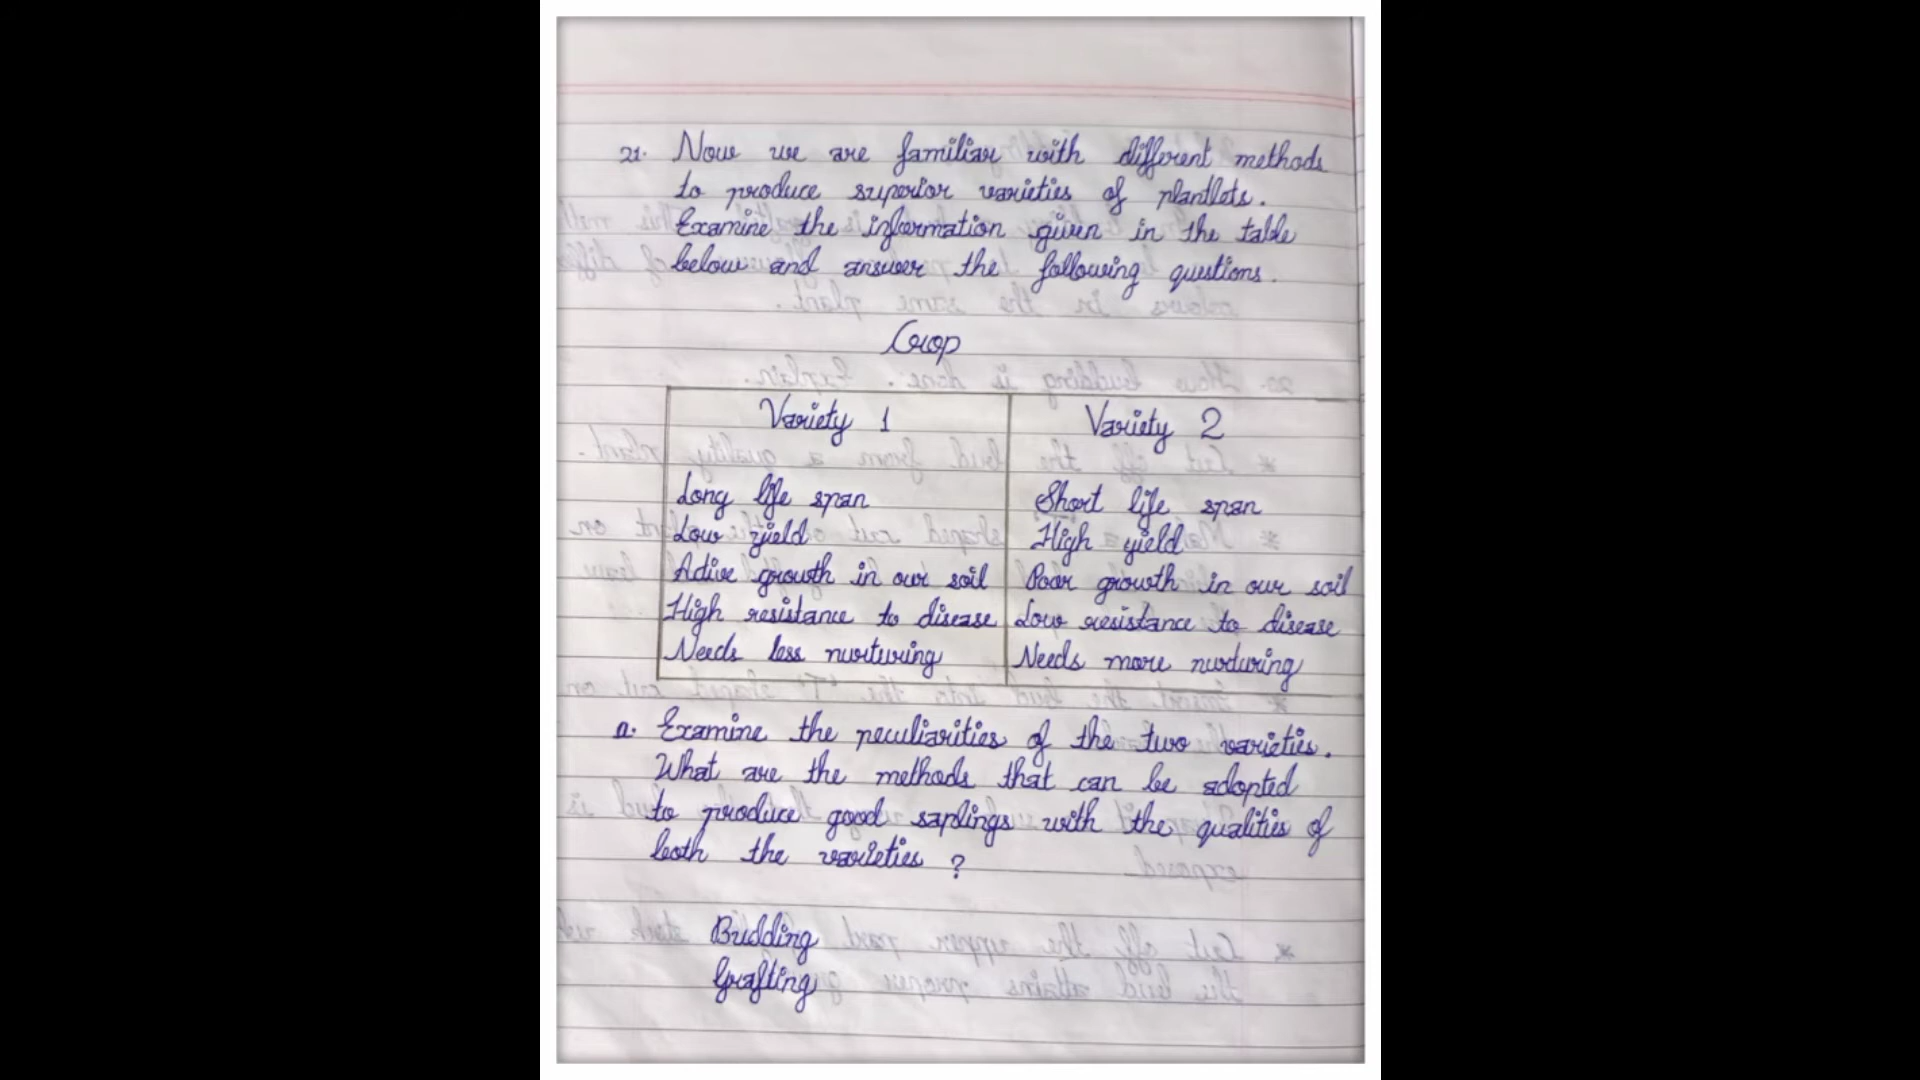 21. Now we are familiar with different methods
to produce superior varieties of plantlets.
Examine the information given in the table
below and answer the following questions.
Crop
Variety 1 Variety 2
Long life span Short life span
Low yield High yield
Active growth in our soil Poor growth in our soil
High resistance to disease Low resistance to disease
Needs less nurturing Needs more nurturing
a. Examine the peculiarities of the two varieties.
What are the methods that can be adopted
to produce good saplings with the qualities of
both the varieties ?
Budding
Grafting